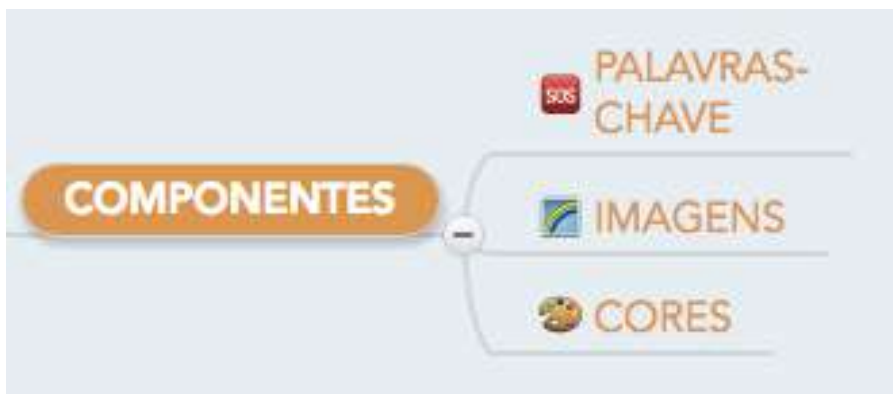 COMPONENTES
SOS
PALAVRAS-
CHAVE
IMAGENS
CORES